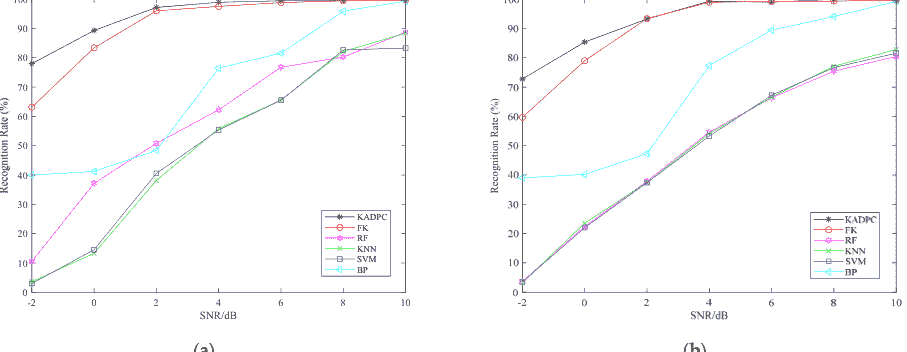 100
90
80
70
60
50
40
30
20
10
0
Recognition Rate (%)
-2 0 2 4 6 8 10
SNR/dB
KADPC
FK
RF
KNN
SVM
BP
(a)
100
90
80
70
60
50
40
30
20
10
0
Recognition Rate (%)
-2 0 2 4 6 8 10
SNR/dB
KADPC
FK
RF
KNN
SVM
BP
(b)